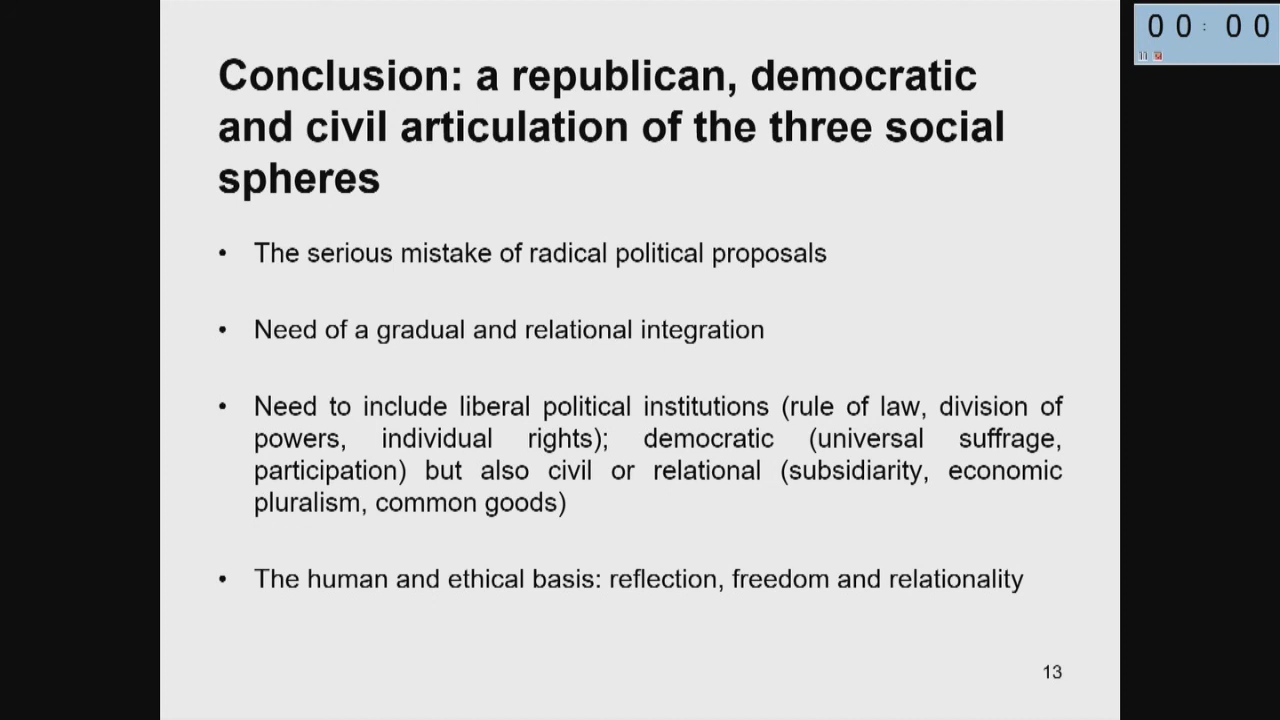 00:00
Conclusion: a republican, democratic
and civil articulation of the three social
spheres
• The serious mistake of radical political proposals
• Need of a gradual and relational integration
• Need to include liberal political institutions (rule of law, division of
powers, individual rights); democratic (universal suffrage,
participation) but also civil or relational (subsidiarity, economic
pluralism, common goods)
• The human and ethical basis: reflection, freedom and relationality
13